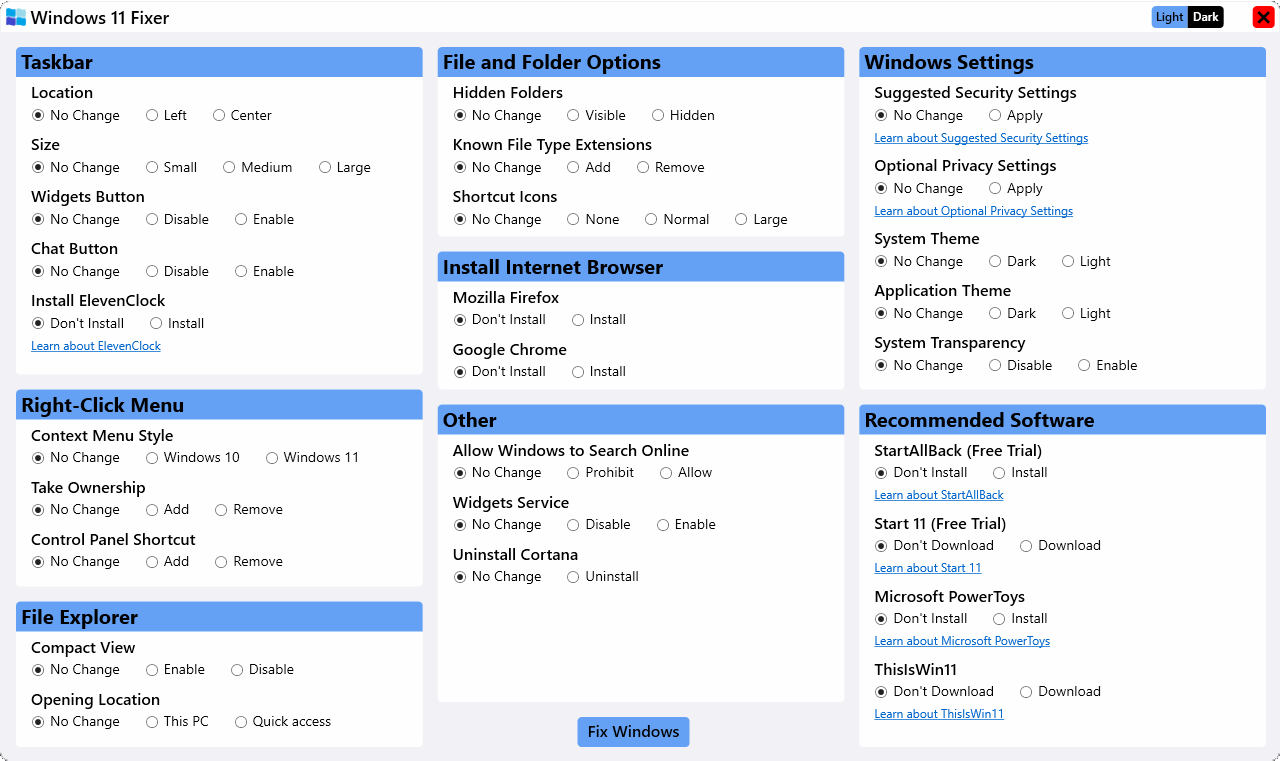 Windows 11 Fixer
Light Dark
Taskbar
Location
No Change Left Center
Size
No Change Small Medium Large
Widgets Button
No Change Disable Enable
Chat Button
No Change Disable Enable
Install ElevenClock
Don't Install Install
Learn about ElevenClock
Right-Click Menu
Context Menu Style
No Change Windows 10 Windows 11
Take Ownership
No Change Add Remove
Control Panel Shortcut
No Change Add Remove
File Explorer
Compact View
No Change Enable Disable
Opening Location
No Change This PC Quick access
File and Folder Options
Hidden Folders
No Change Visible Hidden
Known File Type Extensions
No Change Add Remove
Shortcut Icons
No Change None Normal Large
Install Internet Browser
Mozilla Firefox
Don't Install Install
Google Chrome
Don't Install Install
Other
Allow Windows to Search Online
No Change Prohibit Allow
Widgets Service
No Change Disable Enable
Uninstall Cortana
No Change Uninstall
Fix Windows
Windows Settings
Suggested Security Settings
No Change Apply
Learn about Suggested Security Settings
Optional Privacy Settings
No Change Apply
Learn about Optional Privacy Settings
System Theme
No Change Dark Light
Application Theme
No Change Dark Light
System Transparency
No Change Disable Enable
Recommended Software
StartAllBack (Free Trial)
Don't Install Install
Learn about StartAllBack
Start 11 (Free Trial)
Don't Download Download
Learn about Start 11
Microsoft PowerToys
Don't Install Install
Learn about Microsoft PowerToys
ThisIsWin11
Don't Download Download
Learn about ThisIsWin11